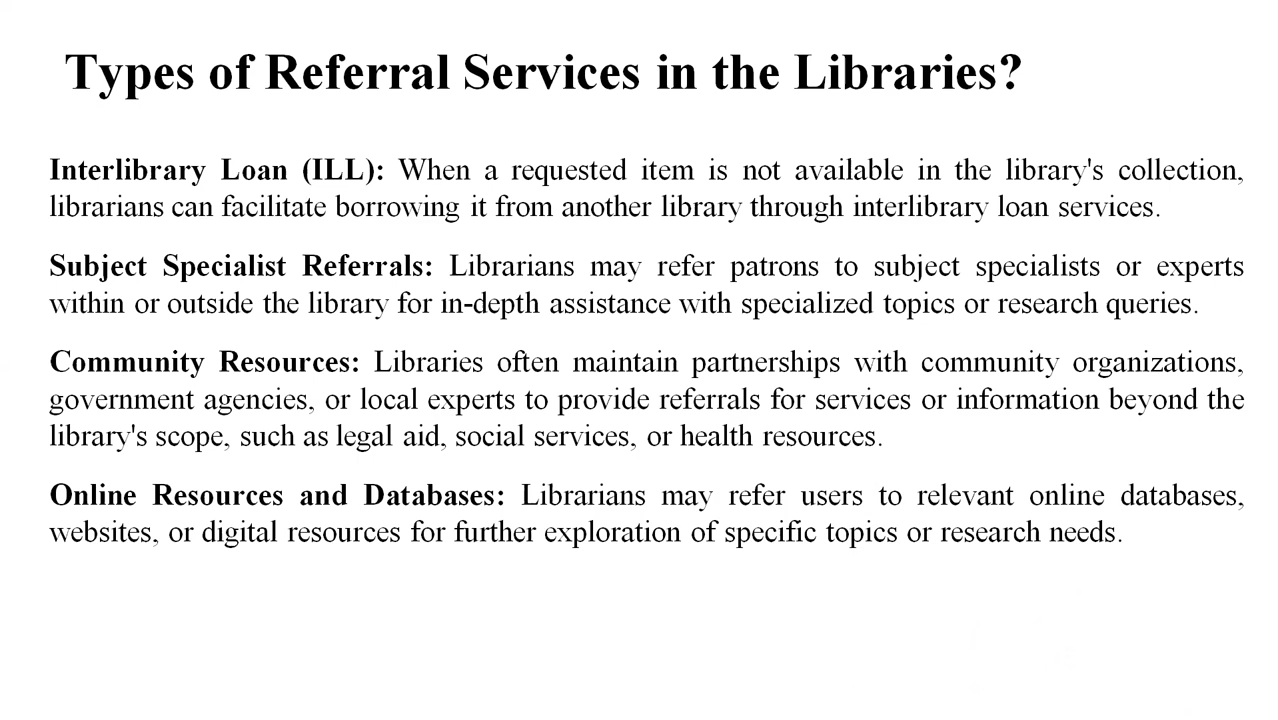 Types of Referral Services in the Libraries?
Interlibrary Loan (ILL): When a requested item is not available in the library's collection,
librarians can facilitate borrowing it from another library through interlibrary loan services.
Subject Specialist Referrals: Librarians may refer patrons to subject specialists or experts
within or outside the library for in-depth assistance with specialized topics or research queries.
Community Resources: Libraries often maintain partnerships with community organizations,
government agencies, or local experts to provide referrals for services or information beyond the
library's scope, such as legal aid, social services, or health resources.
Online Resources and Databases: Librarians may refer users to relevant online databases,
websites, or digital resources for further exploration of specific topics or research needs.